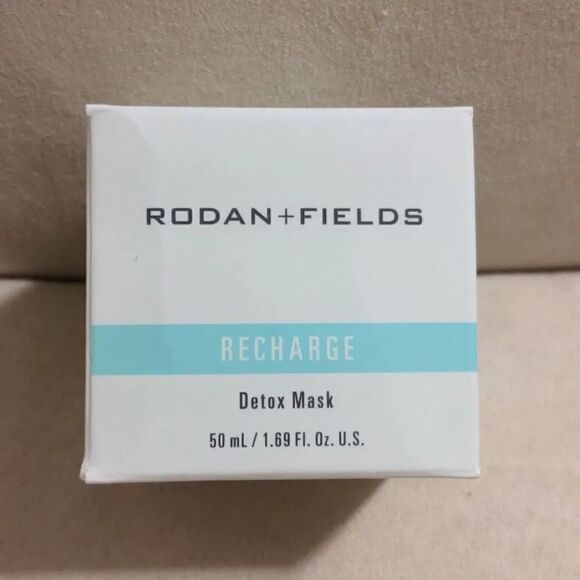 RODAN+FIELDS
RECHARGE
Detox Mask
50 mL / 1.69 Fl. Oz. U.S.